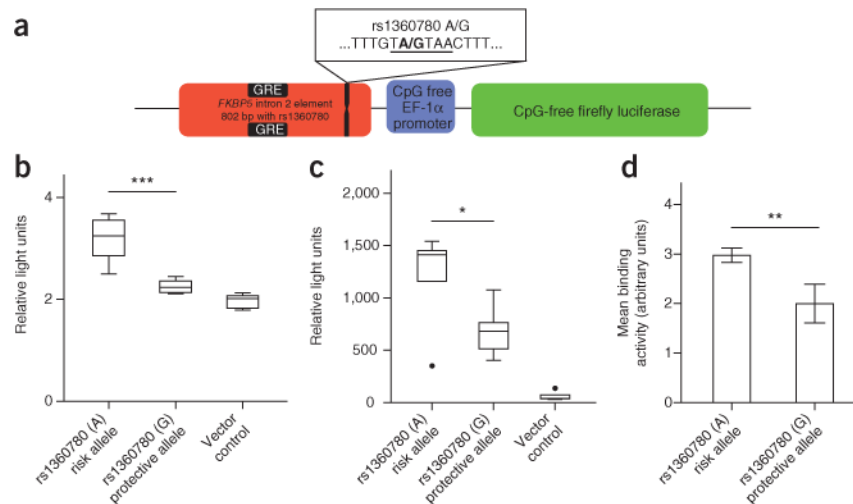 a
rs1360780 A/G
...TTTGTA/GTAACTTT...
GRE
FKBP5 intron 2 element
802 bp with rs1360780
GRE
CpG free
EF-1α
promoter
CpG-free firefly luciferase
b
Relative light units
4
2
0
***
rs1360780 (A)
risk allele
rs1360780 (G)
protective allele
Vector
control
c
Relative light units
2,000
1,500
1,000
500
0
*
rs1360780 (A)
risk allele
rs1360780 (G)
protective allele
Vector
control
d
Mean binding
activity (arbitrary units)
4
3
2
1
0
**
rs1360780 (A)
risk allele
rs1360780 (G)
protective allele